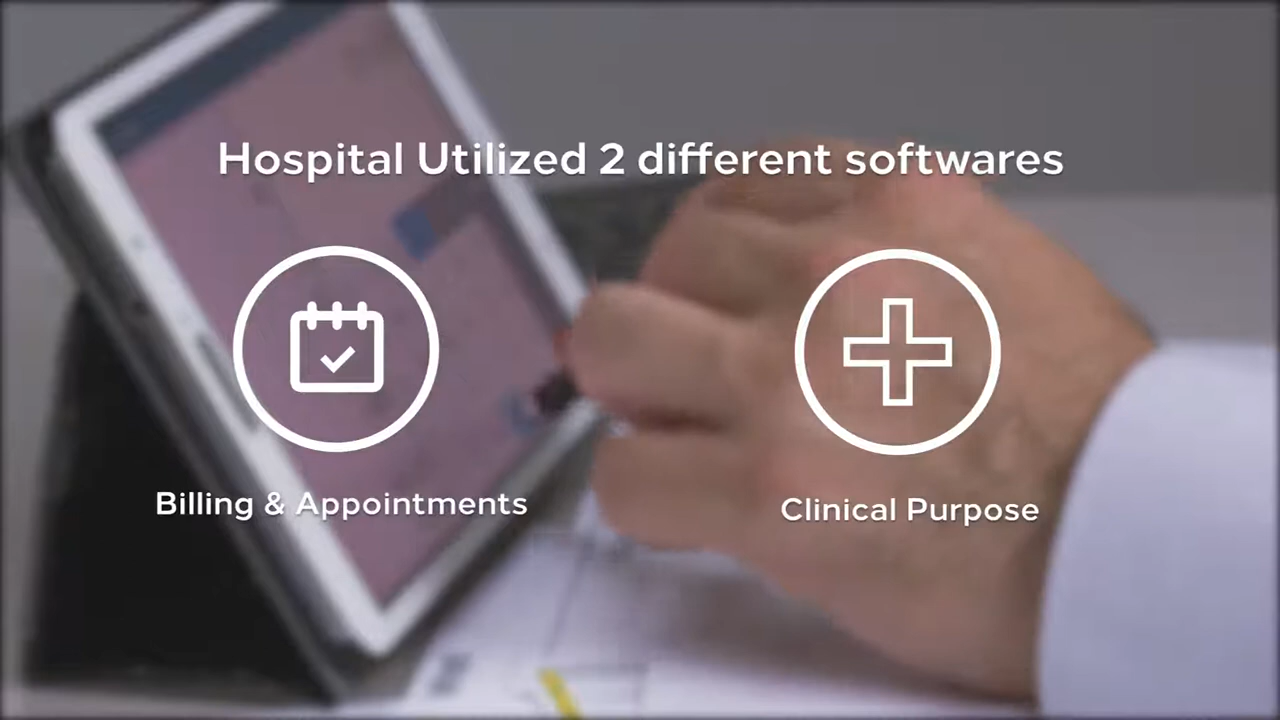 Hospital Utilized 2 different softwares
Billing & Appointments
Clinical Purpose